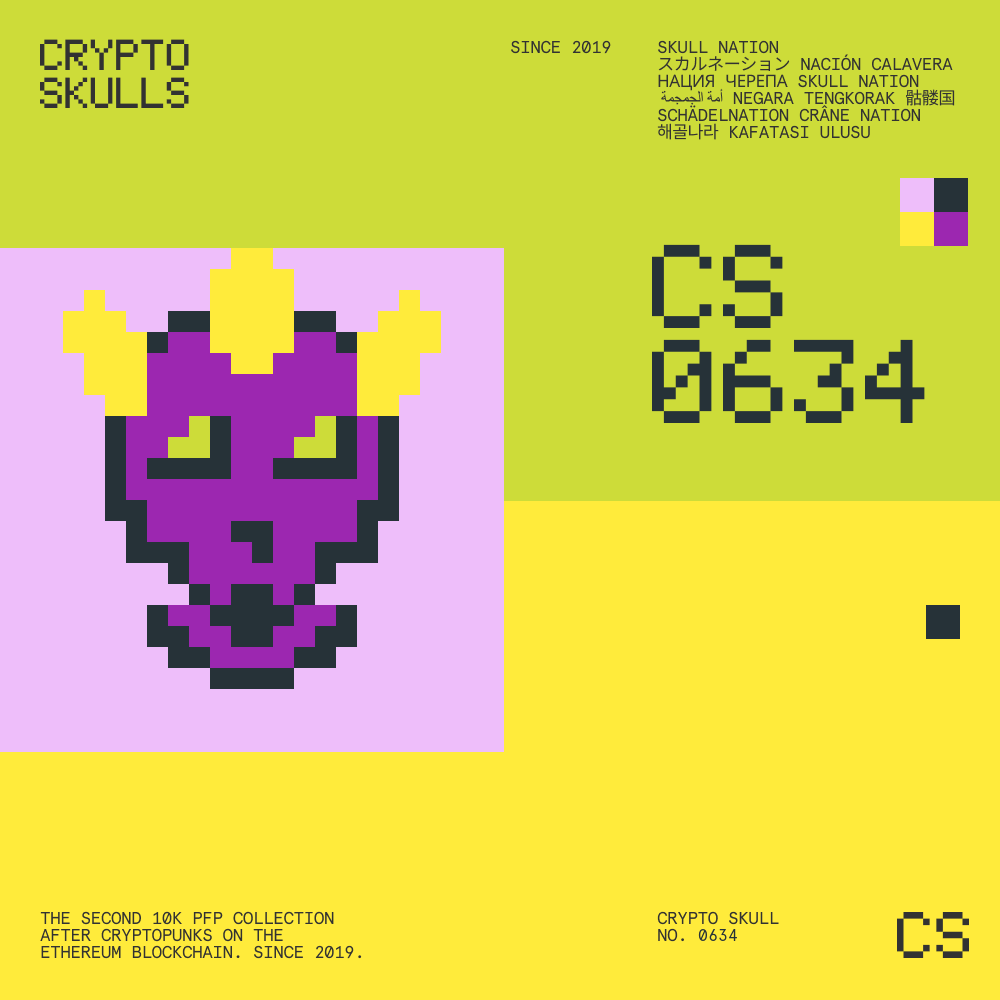 CRYPTO
SKULLS
SINCE 2019
SKULL NATION
スカルネーション NACIÓN CALAVERA
НАЦИЯ ЧЕРЕПА SKULL NATION
أمة الجمجمة NEGARA TENGKORAK 骷髅国
SCHÄDELNATION CRÂNE NATION
해골나라 KAFATASI ULUSU
CS
0634
THE SECOND 10K PFP COLLECTION
AFTER CRYPTOPUNKS ON THE
ETHEREUM BLOCKCHAIN. SINCE 2019.
CRYPTO SKULL
NO. 0634
CS